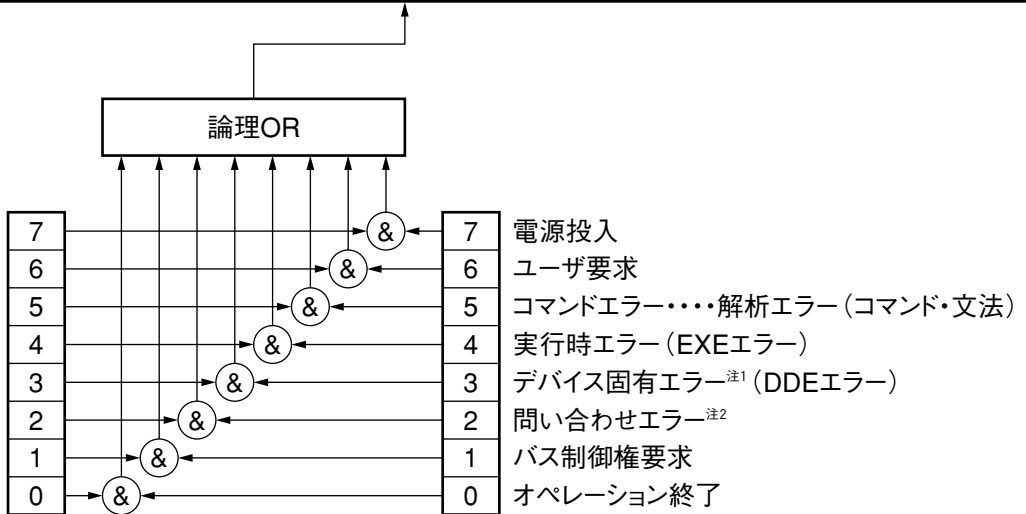 論理OR
7 & 7 電源投入
6 & 6 ユーザ要求
5 & 5 コマンドエラー・・・・解析エラー（コマンド・文法）
4 & 4 実行時エラー（EXEエラー）
3 & 3 デバイス固有エラー注1（DDEエラー）
2 & 2 問い合わせエラー注2
1 & 1 バス制御権要求
0 & 0 オペレーション終了